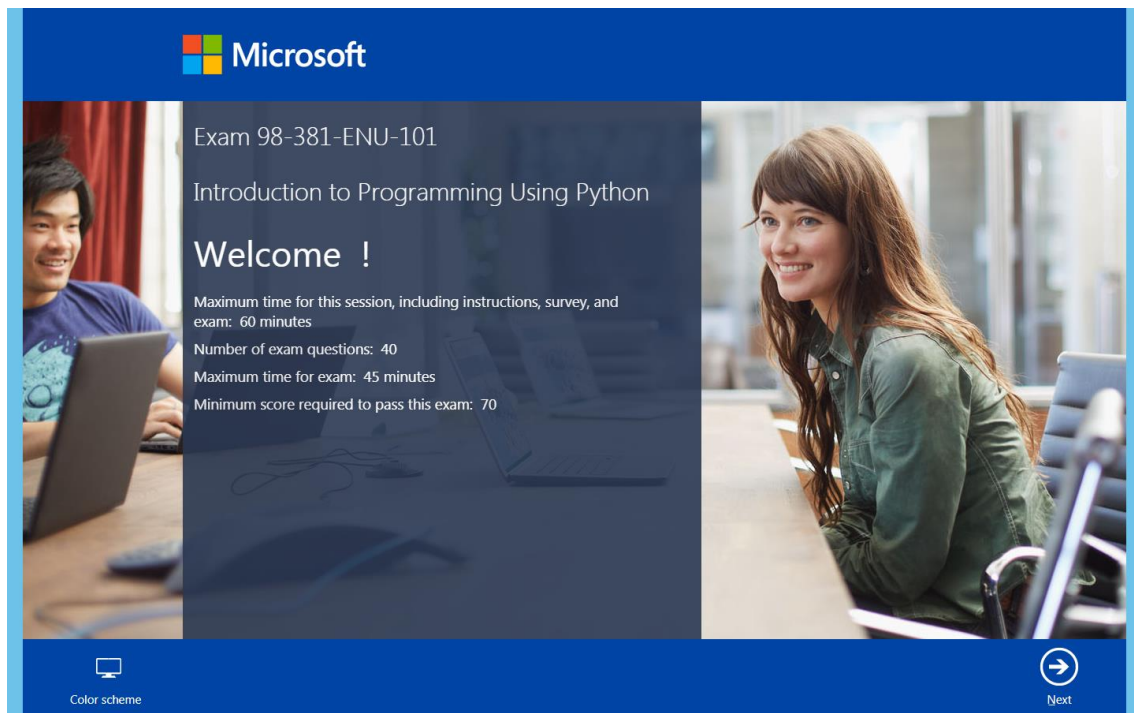 Microsoft
Exam 98-381-ENU-101
Introduction to Programming Using Python
Welcome !
Maximum time for this session, including instructions, survey, and
exam: 60 minutes
Number of exam questions: 40
Maximum time for exam: 45 minutes
Minimum score required to pass this exam: 70
Color scheme
Next